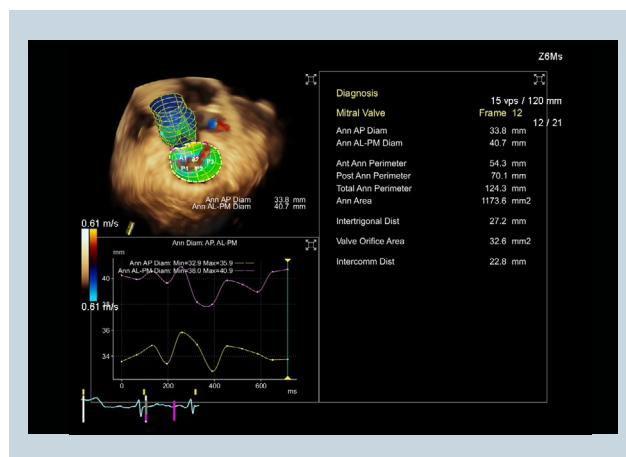 Z6Ms
15 vps / 120 mm
12 / 21
A1 A2
P1 P2 P3
Ann AP Diam 33.8 mm
Ann AL-PM Diam 40.7 mm
0.61 m/s
0.61 m/s
Diagnosis
Mitral Valve Frame 12
Ann AP Diam 33.8 mm
Ann AL-PM Diam 40.7 mm
Ant Ann Perimeter 54.3 mm
Post Ann Perimeter 70.1 mm
Total Ann Perimeter 124.3 mm
Ann Area 1173.6 mm2
Intertrigonal Dist 27.2 mm
Valve Orifice Area 32.6 mm2
Intercomm Dist 22.8 mm
Ann Diam: AP, AL-PM
mm
Ann AP Diam: Min=32.9 Max=35.9
Ann AL-PM Diam: Min=38.0 Max=40.9
40
38
36
34
0 200 400 600
ms